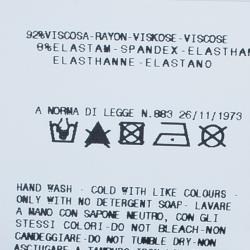 92%VISCOSA-RAYON-VISKOSE-VISCOSE
8%ELASTAM-SPANDEX-ELASTHA
ELASTHANNE-ELASTANO
A NORMA DI LEGGE N.883 26/11/1973
HAND WASH - COLD WITH LIKE COLOURS -
ONLY WITH NO DETERGENT SOAP- LAVARE
A MANO CON SAPONE NEUTRO, CON GLI
STESSI COLORI-DO NOT BLEACH-NON
CANDEGGIARE-DO NOT TUMBLE DRY-NON